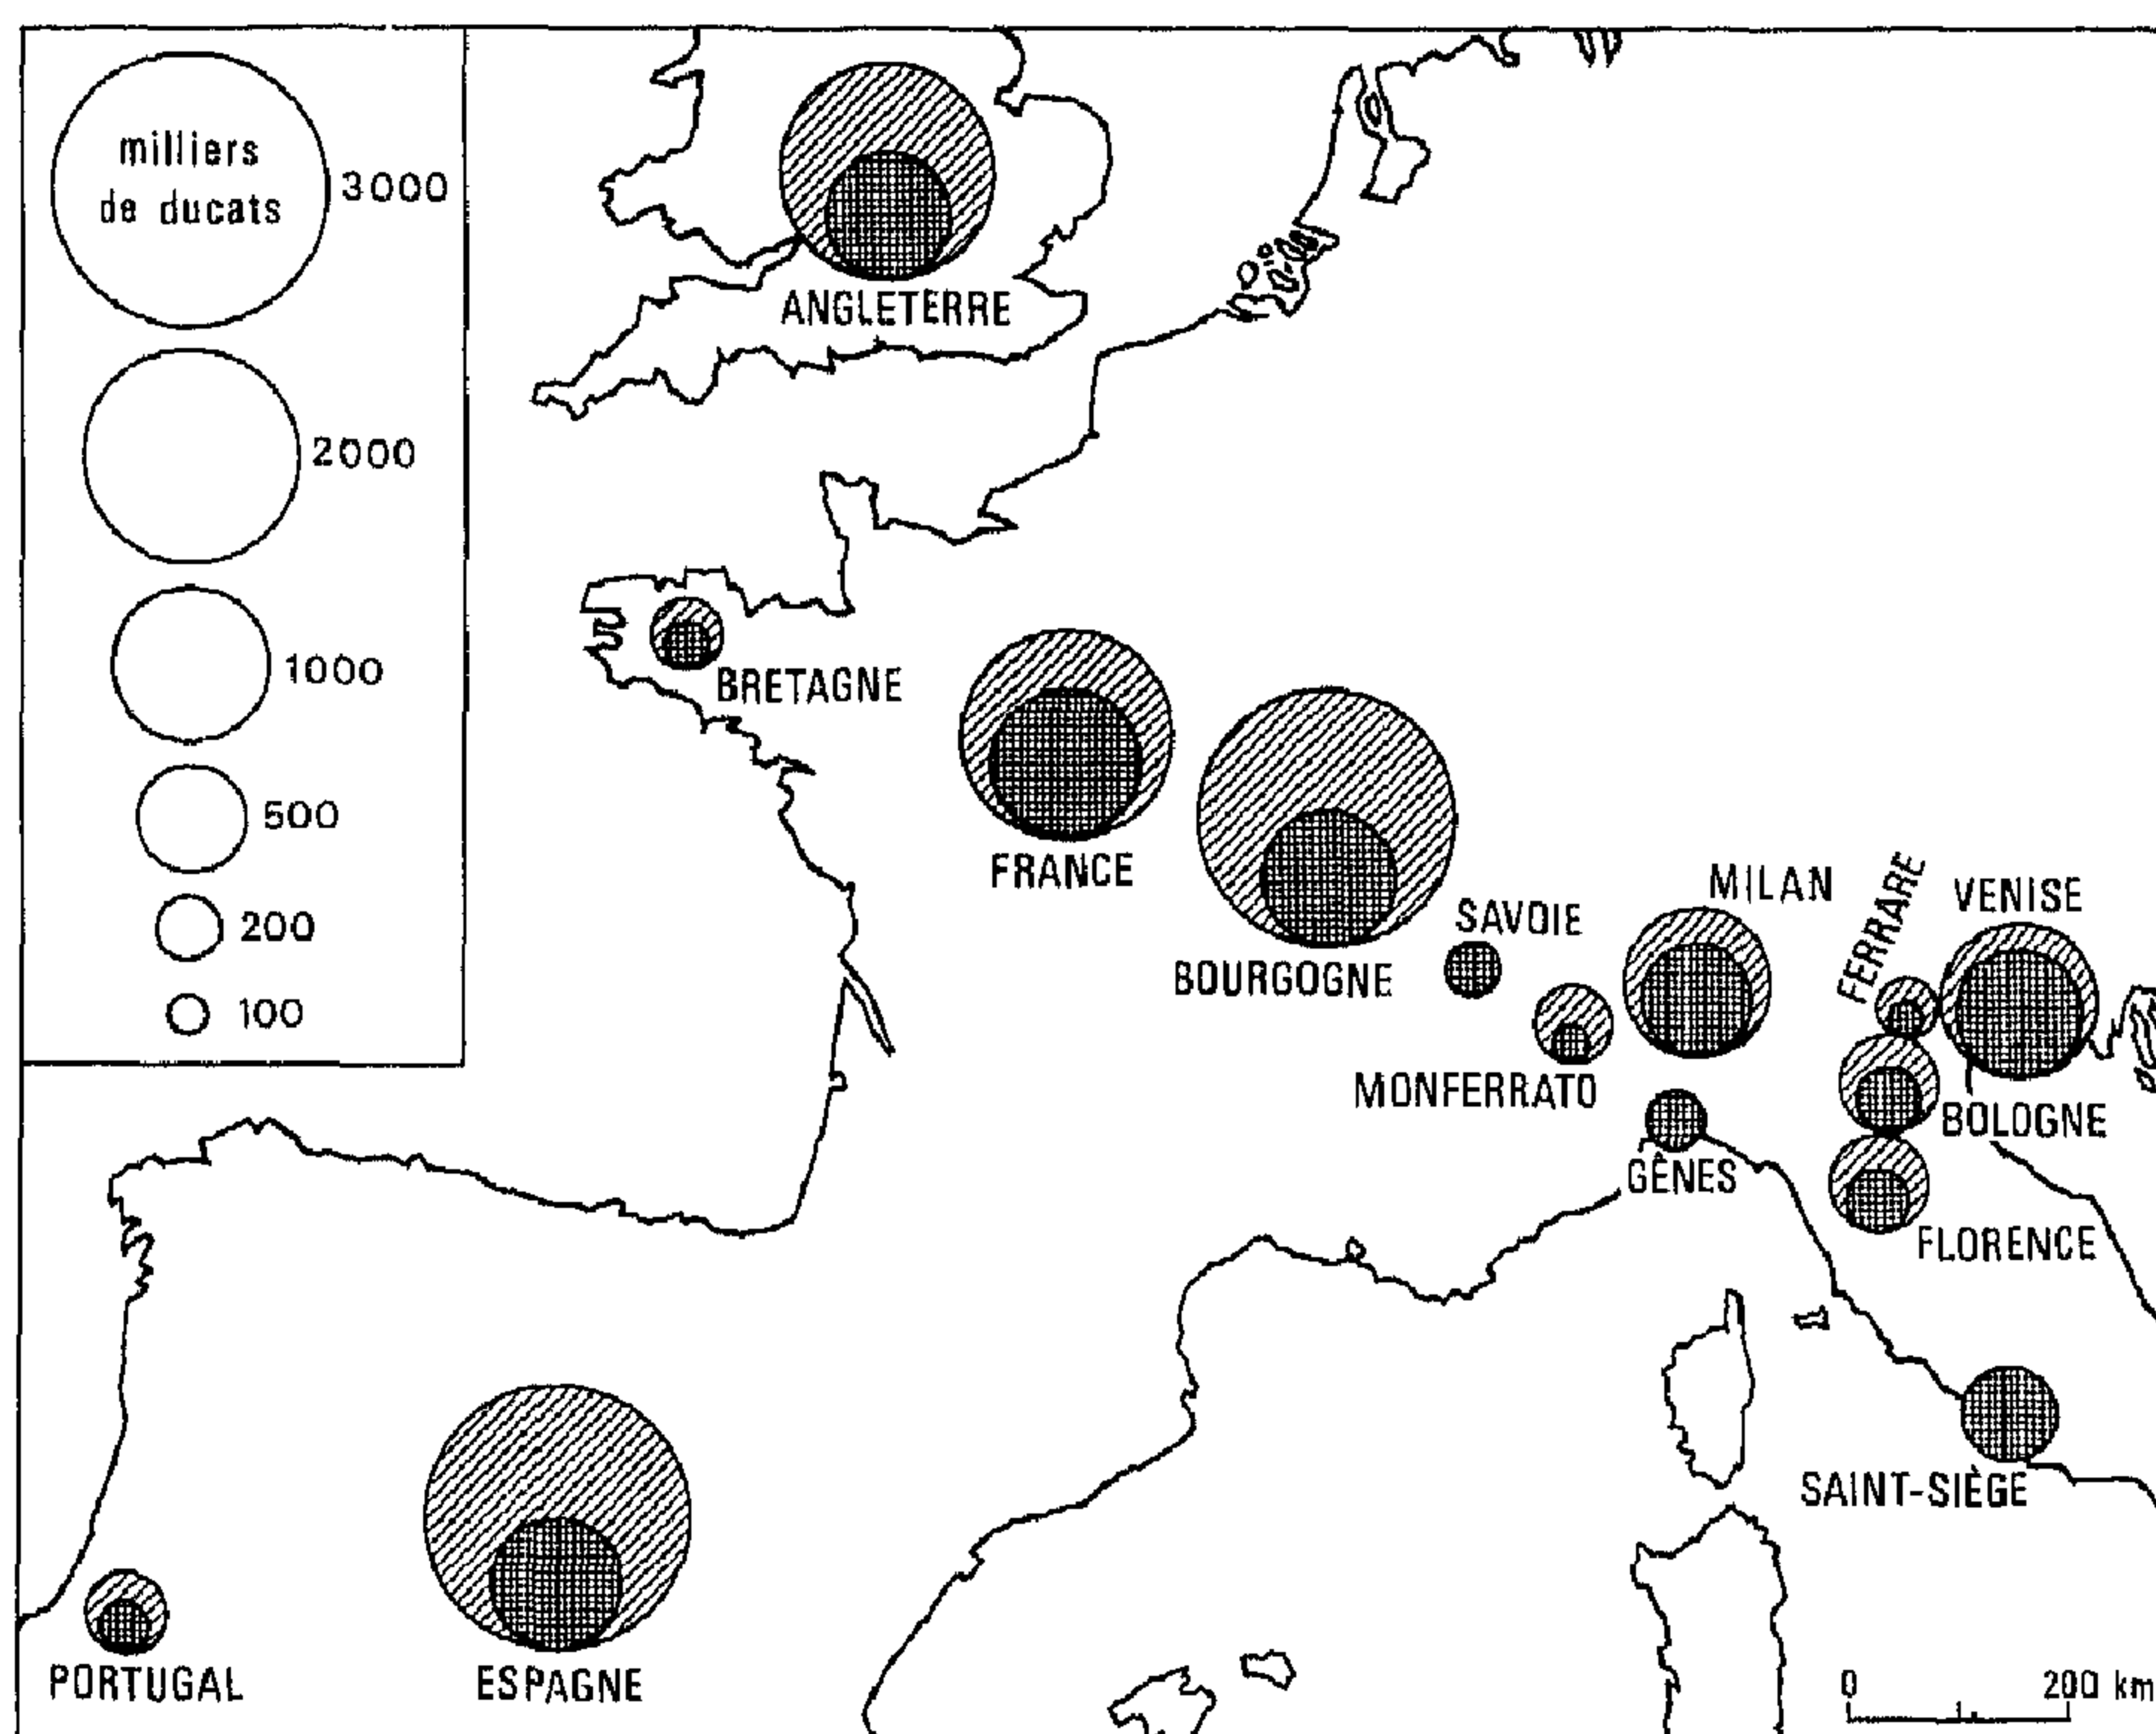 milliers
de ducats
3000
2000
1000
500
200
100
ANGLETERRE
BRETAGNE
FRANCE
BOURGOGNE
SAVOIE
MILAN
FERRARE
VENISE
MONFERRATO
BOLOGNE
GÊNES
FLORENCE
SAINT-SIÈGE
PORTUGAL
ESPAGNE
0 200 km